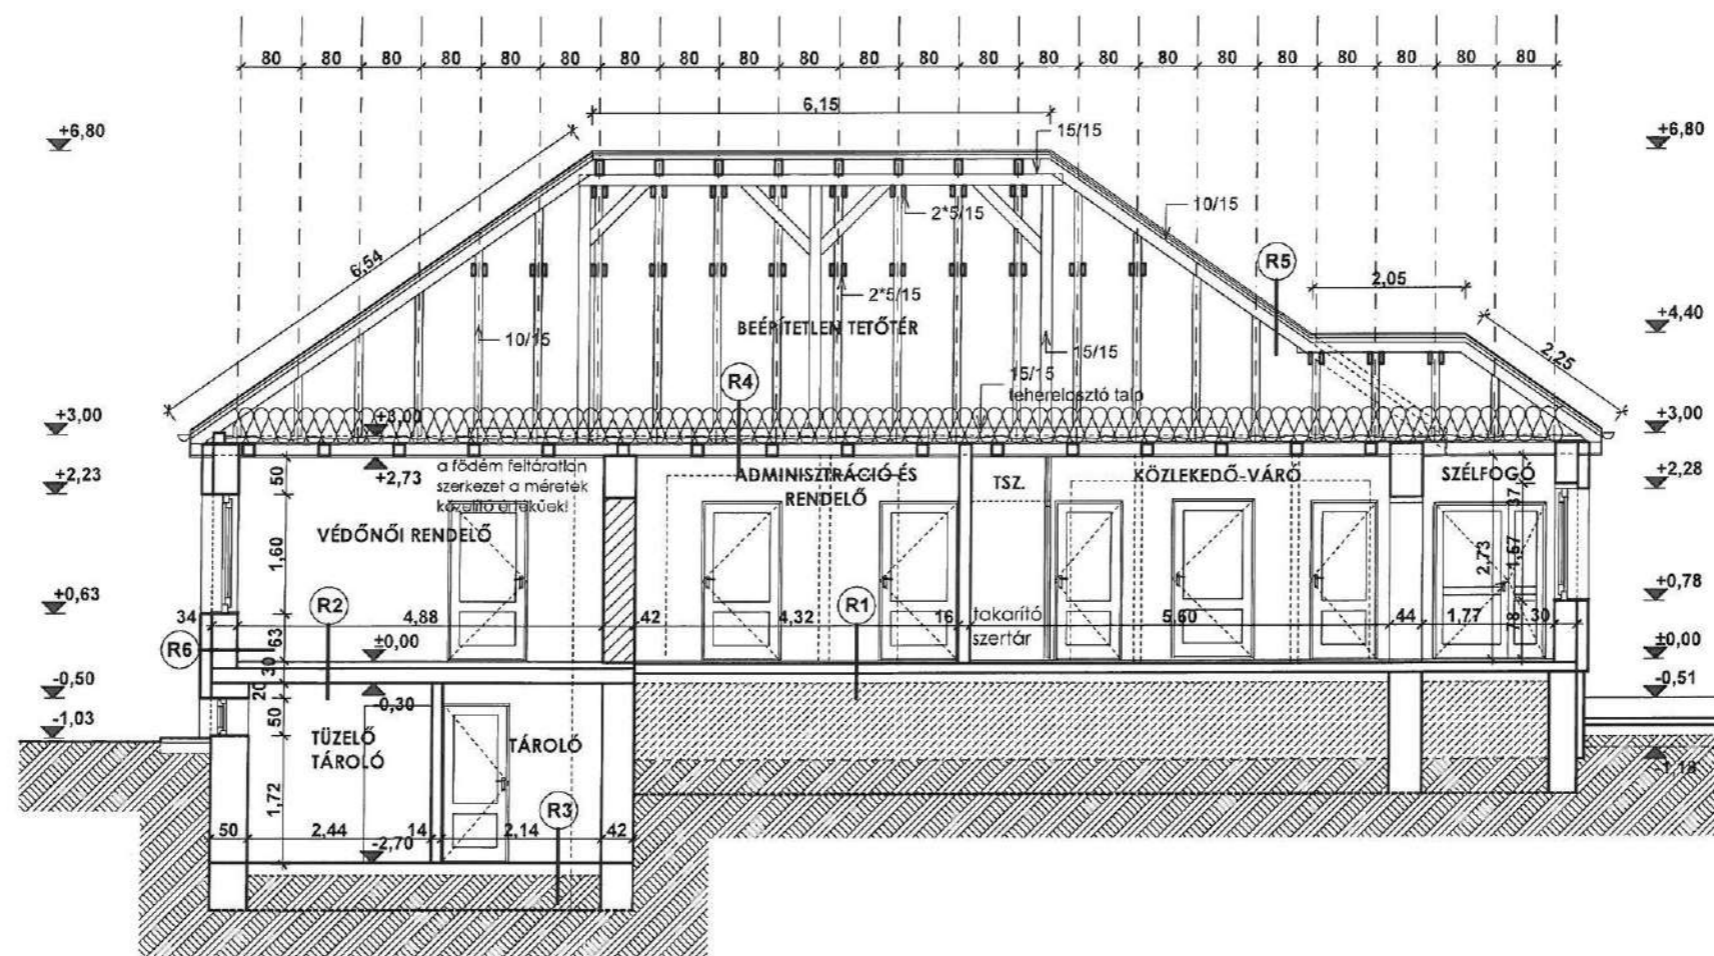 80 80 80 80 80 80 80 80 80 80 80 80 80 80 80 80 80 80 80 80 80 80
6,15
+6,80
15/15
+6,80
6,54
2*5/15
10/15
R5
2,05
2*5/15
BEÉPÍTETLEN TETŐTÉR
+4,40
10/15
15/15
2,25
R4
15/15
teherelosztó talp
+3,00
+3,00
+3,00
+2,23
50
+2,73
a födém feltáratlan
szerkezet a méretek
közelítő értékűek!
ADMINISZTRÁCIÓ ÉS
RENDELŐ
TSZ.
KÖZLEKEDŐ-VÁRÓ
SZÉLFOGÓ
+2,28
37
VÉDŐNŐI RENDELŐ
1,60
2,73
1,57
+0,63
+0,78
34
R2
4,88
42
4,32
R1
16
takarító
szertár
5,60
44
1,77
78
30
R6
63
±0,00
±0,00
30
20
-0,50
-0,30
-0,51
50
-1,03
TÜZELŐ
TÁROLÓ
TÁROLÓ
-1,18
1,72
R3
50
2,44
14
2,14
42
-2,70